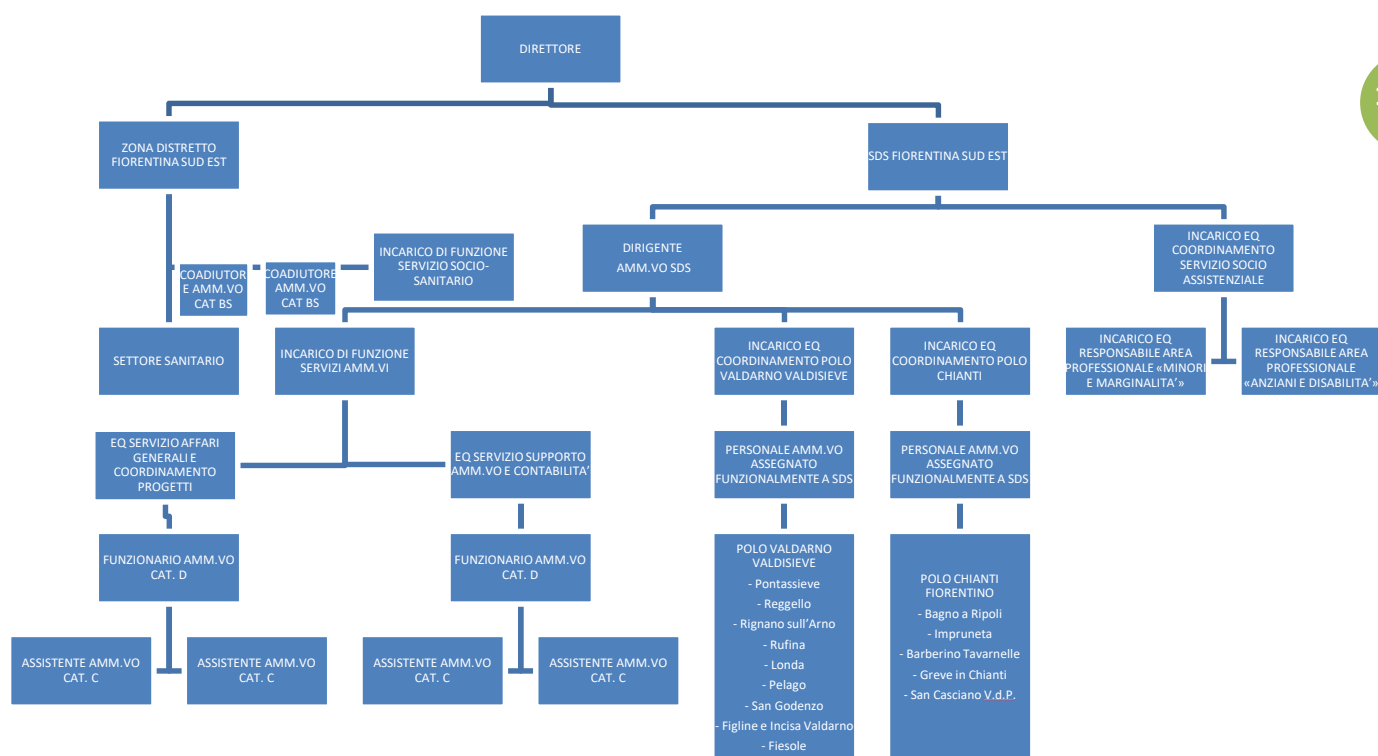 DIRETTORE
ZONA DISTRETTO
FIORENTINA SUD EST
SDS FIORENTINA SUD EST
DIRIGENTE
AMM.VO SDS
INCARICO EQ
COORDINAMENTO
SERVIZIO SOCIO
ASSISTENZIALE
COADIUTOR
E AMM.VO
CAT BS
COADIUTORE
AMM.VO
CAT BS
INCARICO DI FUNZIONE
SERVIZIO SOCIO-
SANITARIO
SETTORE SANITARIO
INCARICO DI FUNZIONE
SERVIZI AMM.VI
INCARICO EQ
COORDINAMENTO POLO
VALDARNO VALDISIEVE
INCARICO EQ
COORDINAMENTO POLO
CHIANTI
INCARICO EQ
RESPONSABILE AREA
PROFESSIONALE «MINORI
E MARGINALITA’»
INCARICO EQ
RESPONSABILE AREA
PROFESSIONALE
«ANZIANI E DISABILITA’»
EQ SERVIZIO AFFARI
GENERALI E
COORDINAMENTO
PROGETTI
EQ SERVIZIO SUPPORTO
AMM.VO E CONTABILITA’
PERSONALE AMM.VO
ASSEGNATO
FUNZIONALMENTE A SDS
PERSONALE AMM.VO
ASSEGNATO
FUNZIONALMENTE A SDS
FUNZIONARIO AMM.VO
CAT. D
FUNZIONARIO AMM.VO
CAT. D
POLO VALDARNO
VALDISIEVE
- Pontassieve
- Reggello
- Rignano sull’Arno
- Rufina
- Londa
- Pelago
- San Godenzo
- Figline e Incisa Valdarno
- Fiesole
POLO CHIANTI
FIORENTINO
- Bagno a Ripoli
- Impruneta
- Barberino Tavarnelle
- Greve in Chianti
- San Casciano V.d.P.
ASSISTENTE AMM.VO
CAT. C
ASSISTENTE AMM.VO
CAT. C
ASSISTENTE AMM.VO
CAT. C
ASSISTENTE AMM.VO
CAT. C